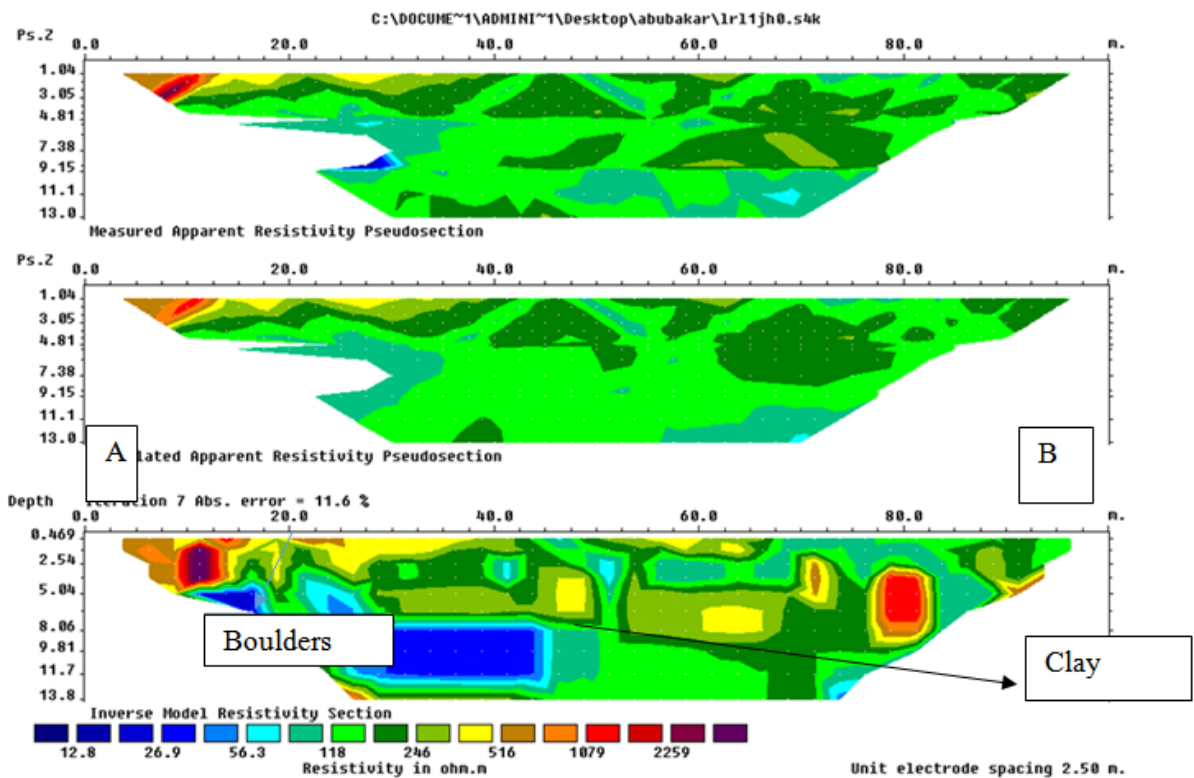 C:\DOCUME~1\ADMINI~1\Desktop\abubakar\lrl1jh0.s4k
Ps.Z 0.0 20.0 40.0 60.0 80.0 m.
1.04
3.05
4.81
7.38
9.15
11.1
13.0
Measured Apparent Resistivity Pseudosection
Ps.Z 0.0 20.0 40.0 60.0 80.0 m.
1.04
3.05
4.81
7.38
9.15
11.1
13.0
A
B
lated Apparent Resistivity Pseudosection
Depth Iteration 7 Abs. error = 11.6 %
0.0 20.0 40.0 60.0 80.0 m.
0.469
2.54
5.04
8.06
9.81
11.7
13.8
Boulders
Clay
Inverse Model Resistivity Section
12.8 26.9 56.3 118 246 516 1079 2259
Resistivity in ohm.m
Unit electrode spacing 2.50 m.